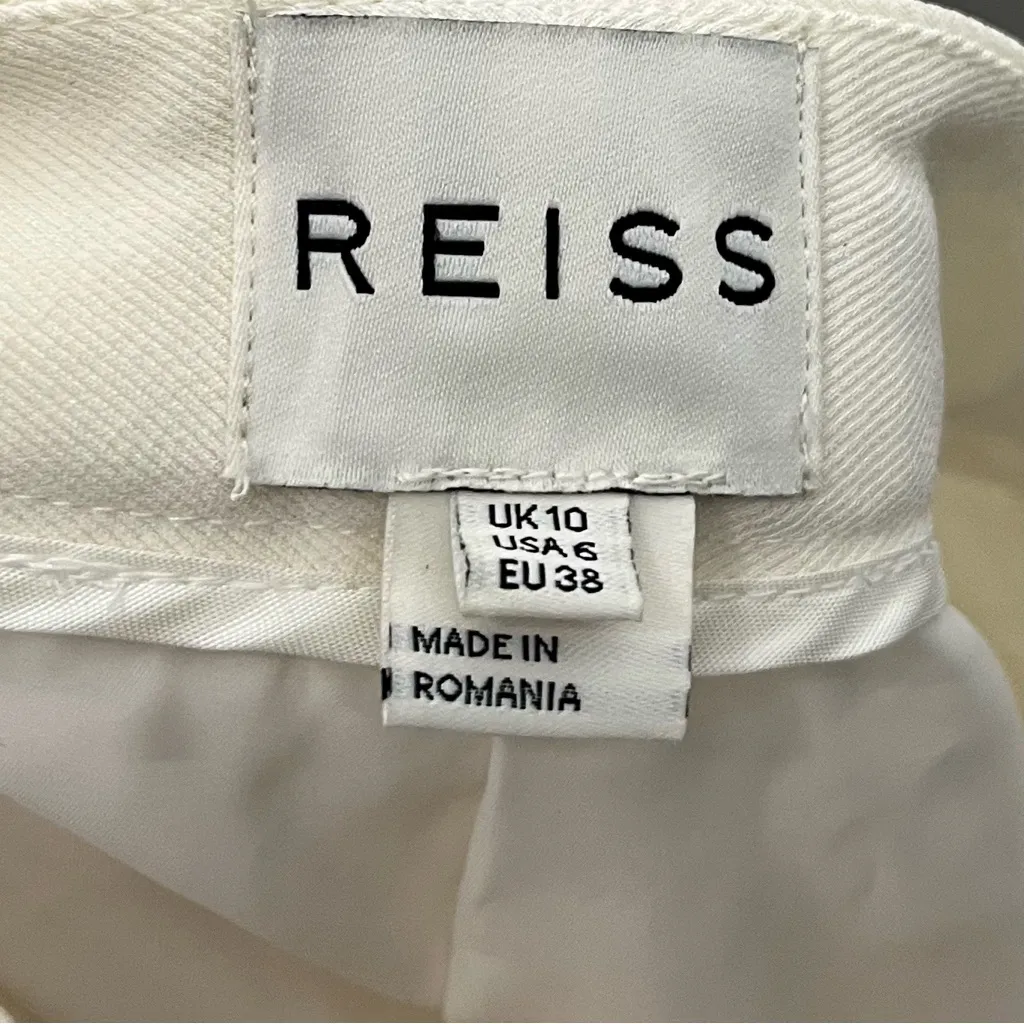 REISS
UK 10
USA 6
EU 38
MADE IN
ROMANIA